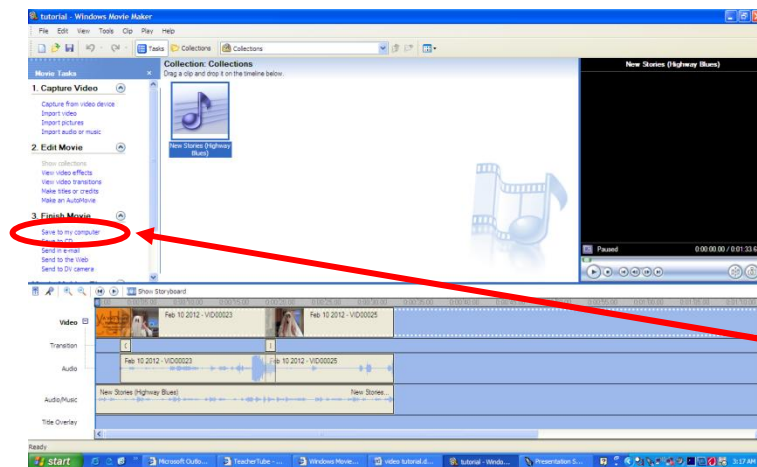 tutorial - Windows Movie Maker
File Edit View Tools Clip Play Help
Tasks Collections Collections
Movie Tasks
Collection: Collections
Drag a clip and drop it on the timeline below.
New Stories (Highway Blues)
1. Capture Video
Capture from video device
Import video
Import pictures
Import audio or music
New Stories (Highway
Blues)
2. Edit Movie
Show collections
View video effects
View video transitions
Make titles or credits
Make an AutoMovie
3. Finish Movie
Save to my computer
Save to CD
Send in e-mail
Send to the Web
Send to DV camera
Paused
Show Storyboard
Video
Feb 10 2012 - VID00023
Feb 10 2012 - VID00025
Transition
Audio
Feb 10 2012 - VID00023
Feb 10 2012 - VID00025
Audio/Music
New Stories (Highway Blues)
New Stories...
Title Overlay
Ready
start
Microsoft Outlo...
TeacherTube - ...
Windows Movie...
video tutorial.d...
tutorial - Windo...
Presentation S...
3:17 AM